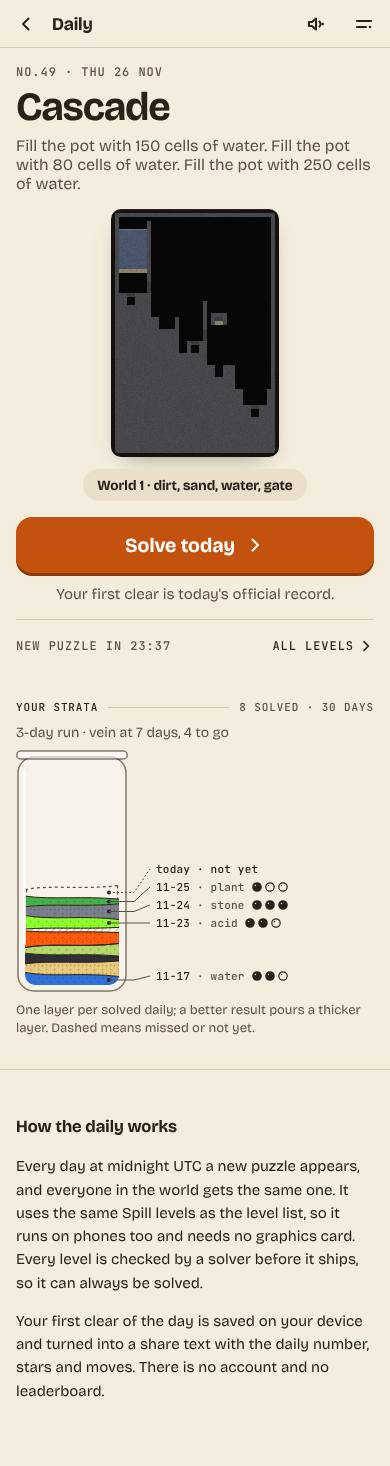 Daily
NO.49 · THU 26 NOV
Cascade
Fill the pot with 150 cells of water. Fill the pot
with 80 cells of water. Fill the pot with 250 cells
of water.
World 1 · dirt, sand, water, gate
Solve today
Your first clear is today's official record.
NEW PUZZLE IN 23:37
ALL LEVELS
YOUR STRATA
8 SOLVED · 30 DAYS
3-day run · vein at 7 days, 4 to go
today · not yet
11-25 · plant
11-24 · stone
11-23 · acid
11-17 · water
One layer per solved daily; a better result pours a thicker
layer. Dashed means missed or not yet.
How the daily works
Every day at midnight UTC a new puzzle appears,
and everyone in the world gets the same one. It
uses the same Spill levels as the level list, so it
runs on phones too and needs no graphics card.
Every level is checked by a solver before it ships,
so it can always be solved.
Your first clear of the day is saved on your device
and turned into a share text with the daily number,
stars and moves. There is no account and no
leaderboard.